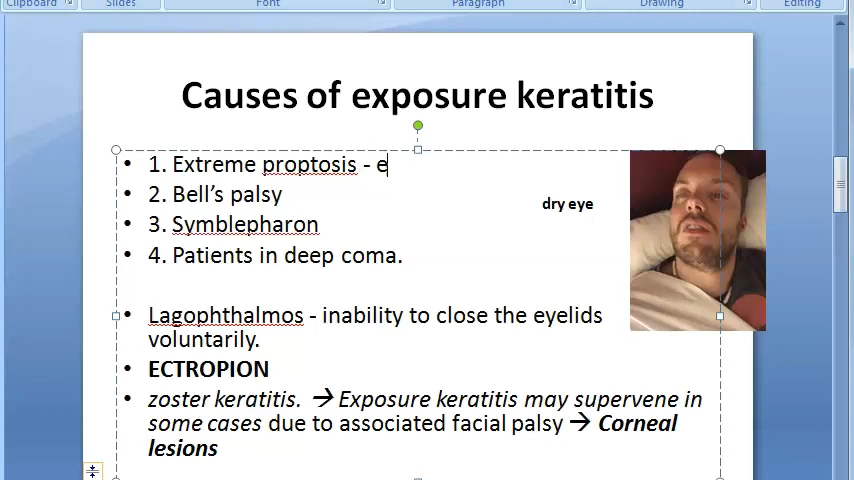 Clipboard
Slides
Font
Paragraph
Drawing
Editing
Causes of exposure keratitis
• 1. Extreme proptosis - e
• 2. Bell's palsy
dry eye
• 3. Symblepharon
• 4. Patients in deep coma.
• Lagophthalmos - inability to close the eyelids
voluntarily.
• ECTROPION
• zoster keratitis. → Exposure keratitis may supervene in
some cases due to associated facial palsy → Corneal
lesions